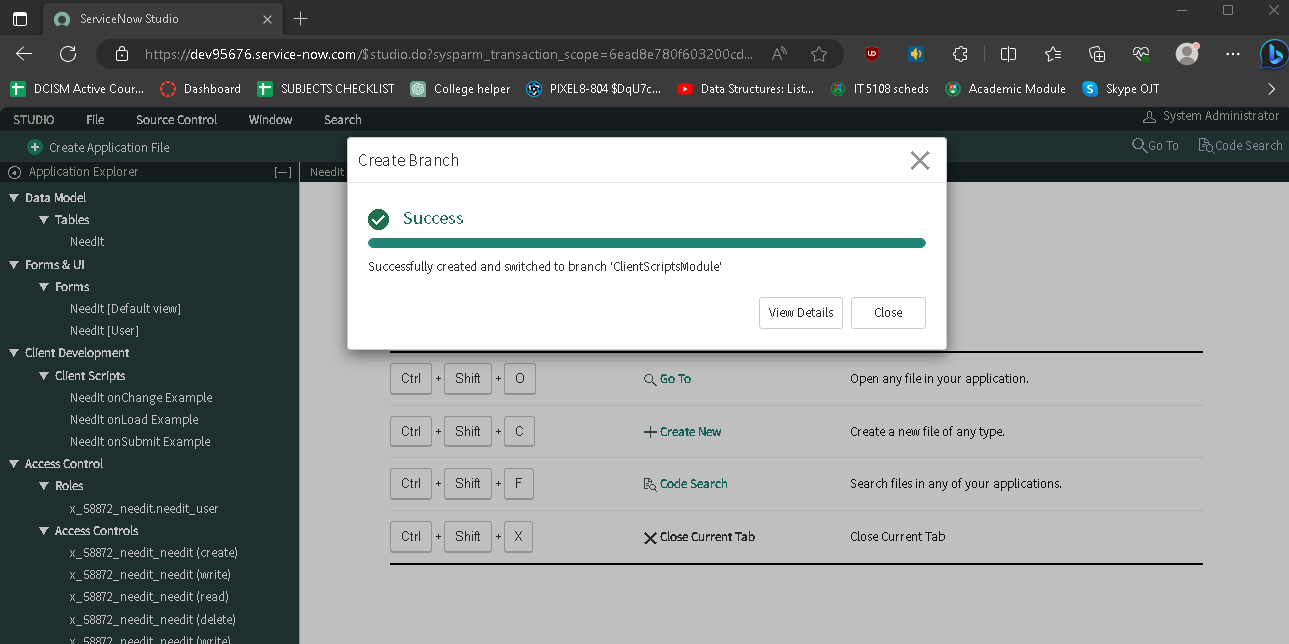 ServiceNow Studio
https://dev95676.service-now.com/$studio.do?sysparm_transaction_scope=6ead8e780f603200cd...
DCISM Active Cour...
Dashboard
SUBJECTS CHECKLIST
College helper
PIXEL8-804 $DqU7c...
Data Structures: List...
IT 5108 scheds
Academic Module
Skype OJT
STUDIO File Source Control Window Search
System Administrator
Create Application File
Go To
Code Search
Application Explorer [—]
NeedIt
Data Model
Tables
NeedIt
Forms & UI
Forms
NeedIt [Default view]
NeedIt [User]
Client Development
Client Scripts
NeedIt onChange Example
NeedIt onLoad Example
NeedIt onSubmit Example
Access Control
Roles
x_58872_needit.needit_user
Access Controls
x_58872_needit_needit (create)
x_58872_needit_needit (write)
x_58872_needit_needit (read)
x_58872_needit_needit (delete)
x_58872_needit_needit (write)
Create Branch
Success
Successfully created and switched to branch 'ClientScriptsModule'
View Details
Close
Ctrl + Shift + O Go To Open any file in your application.
Ctrl + Shift + C Create New Create a new file of any type.
Ctrl + Shift + F Code Search Search files in any of your applications.
Ctrl + Shift + X Close Current Tab Close Current Tab